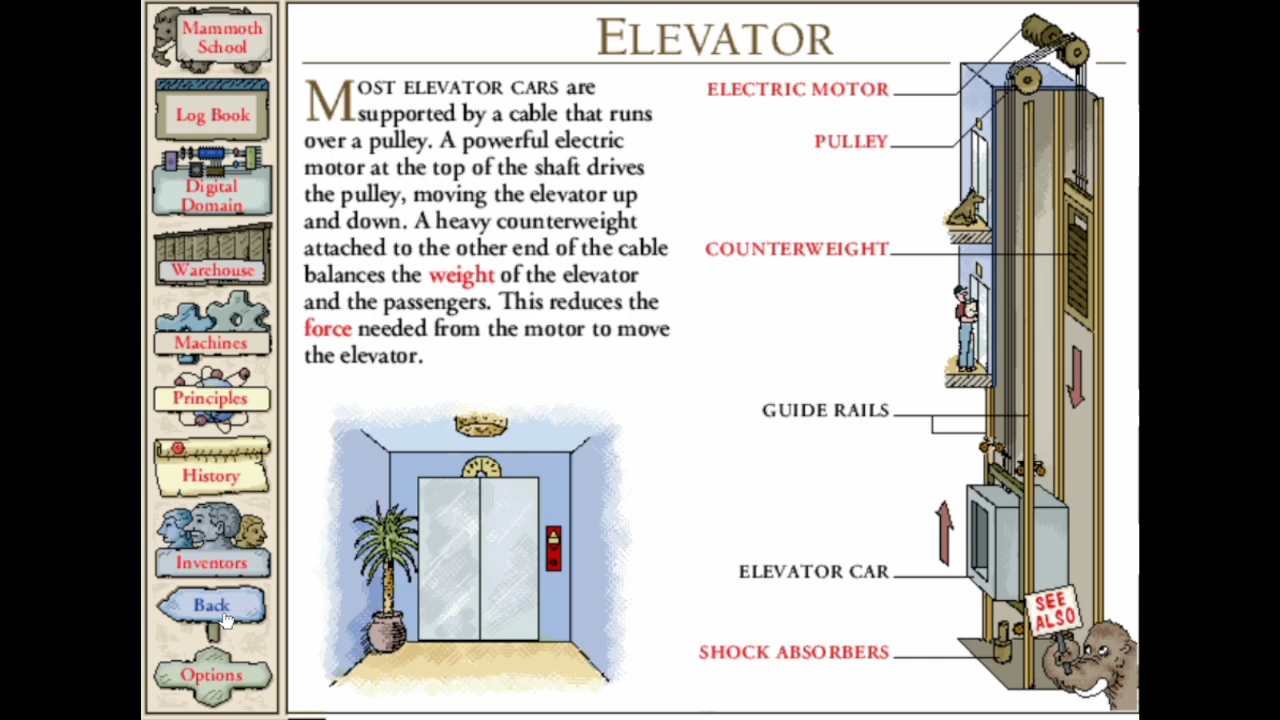 Mammoth
School
Log Book
Digital
Domain
Warehouse
Machines
Principles
History
Inventors
Back
Options
ELEVATOR
MOST ELEVATOR CARS are
supported by a cable that runs
over a pulley. A powerful electric
motor at the top of the shaft drives
the pulley, moving the elevator up
and down. A heavy counterweight
attached to the other end of the cable
balances the weight of the elevator
and the passengers. This reduces the
force needed from the motor to move
the elevator.
ELECTRIC MOTOR
PULLEY
COUNTERWEIGHT
GUIDE RAILS
ELEVATOR CAR
SHOCK ABSORBERS
SEE
ALSO